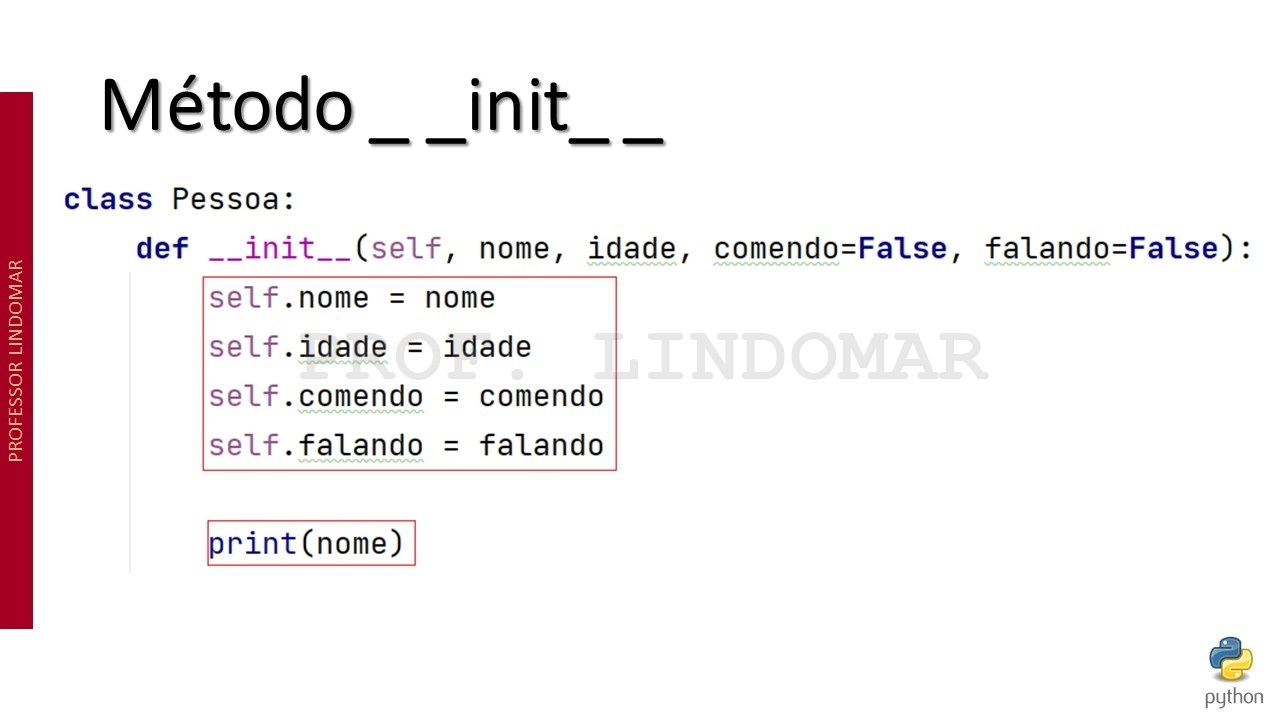 Método _ _init_ _
class Pessoa:
def __init__(self, nome, idade, comendo=False, falando=False):
self.nome = nome
self.idade = idade
self.comendo = comendo
self.falando = falando
print(nome)
PROF. LINDOMAR
PROFESSOR LINDOMAR
python